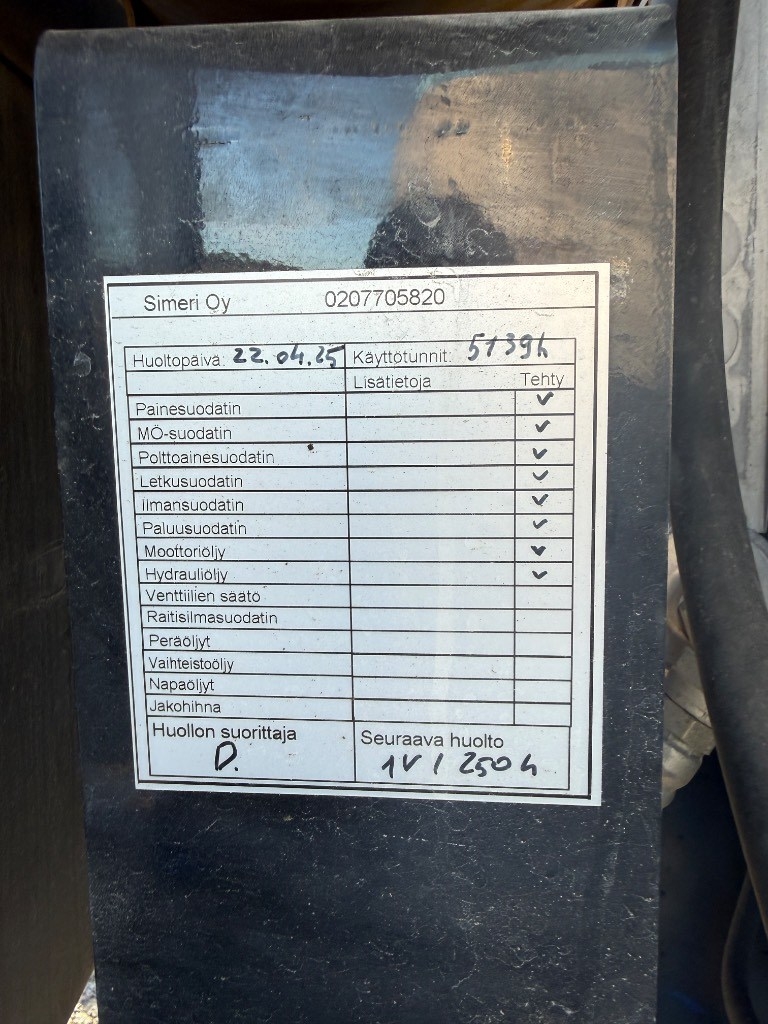 Simeri Oy 0207705820
Huoltopäivä: 22.04.25 Käyttötunnit: 5139h
Lisätietoja Tehty
Painesuodatin ✓
MÖ-suodatin ✓
Polttoainesuodatin ✓
Letkusuodatin ✓
Ilmansuodatin ✓
Paluusuodatin ✓
Moottoriöljy ✓
Hydrauliöljy ✓
Venttiilien säätö
Raitisilmasuodatin
Peräöljyt
Vaihteistoöljy
Napaöljyt
Jakohihna
Huollon suorittaja Seuraava huolto
D. 1V / 250h